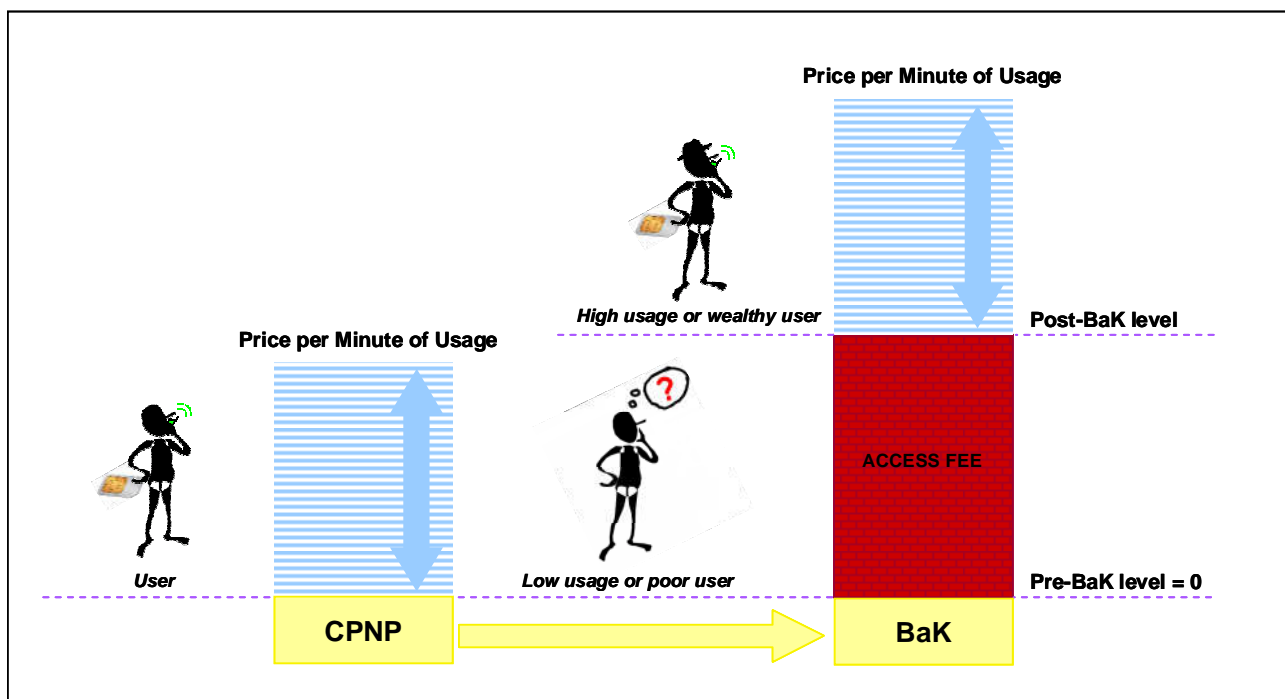 Price per Minute of Usage
High usage or wealthy user
Post-BaK level
Price per Minute of Usage
?
ACCESS FEE
User
Low usage or poor user
Pre-BaK level = 0
CPNP
BaK